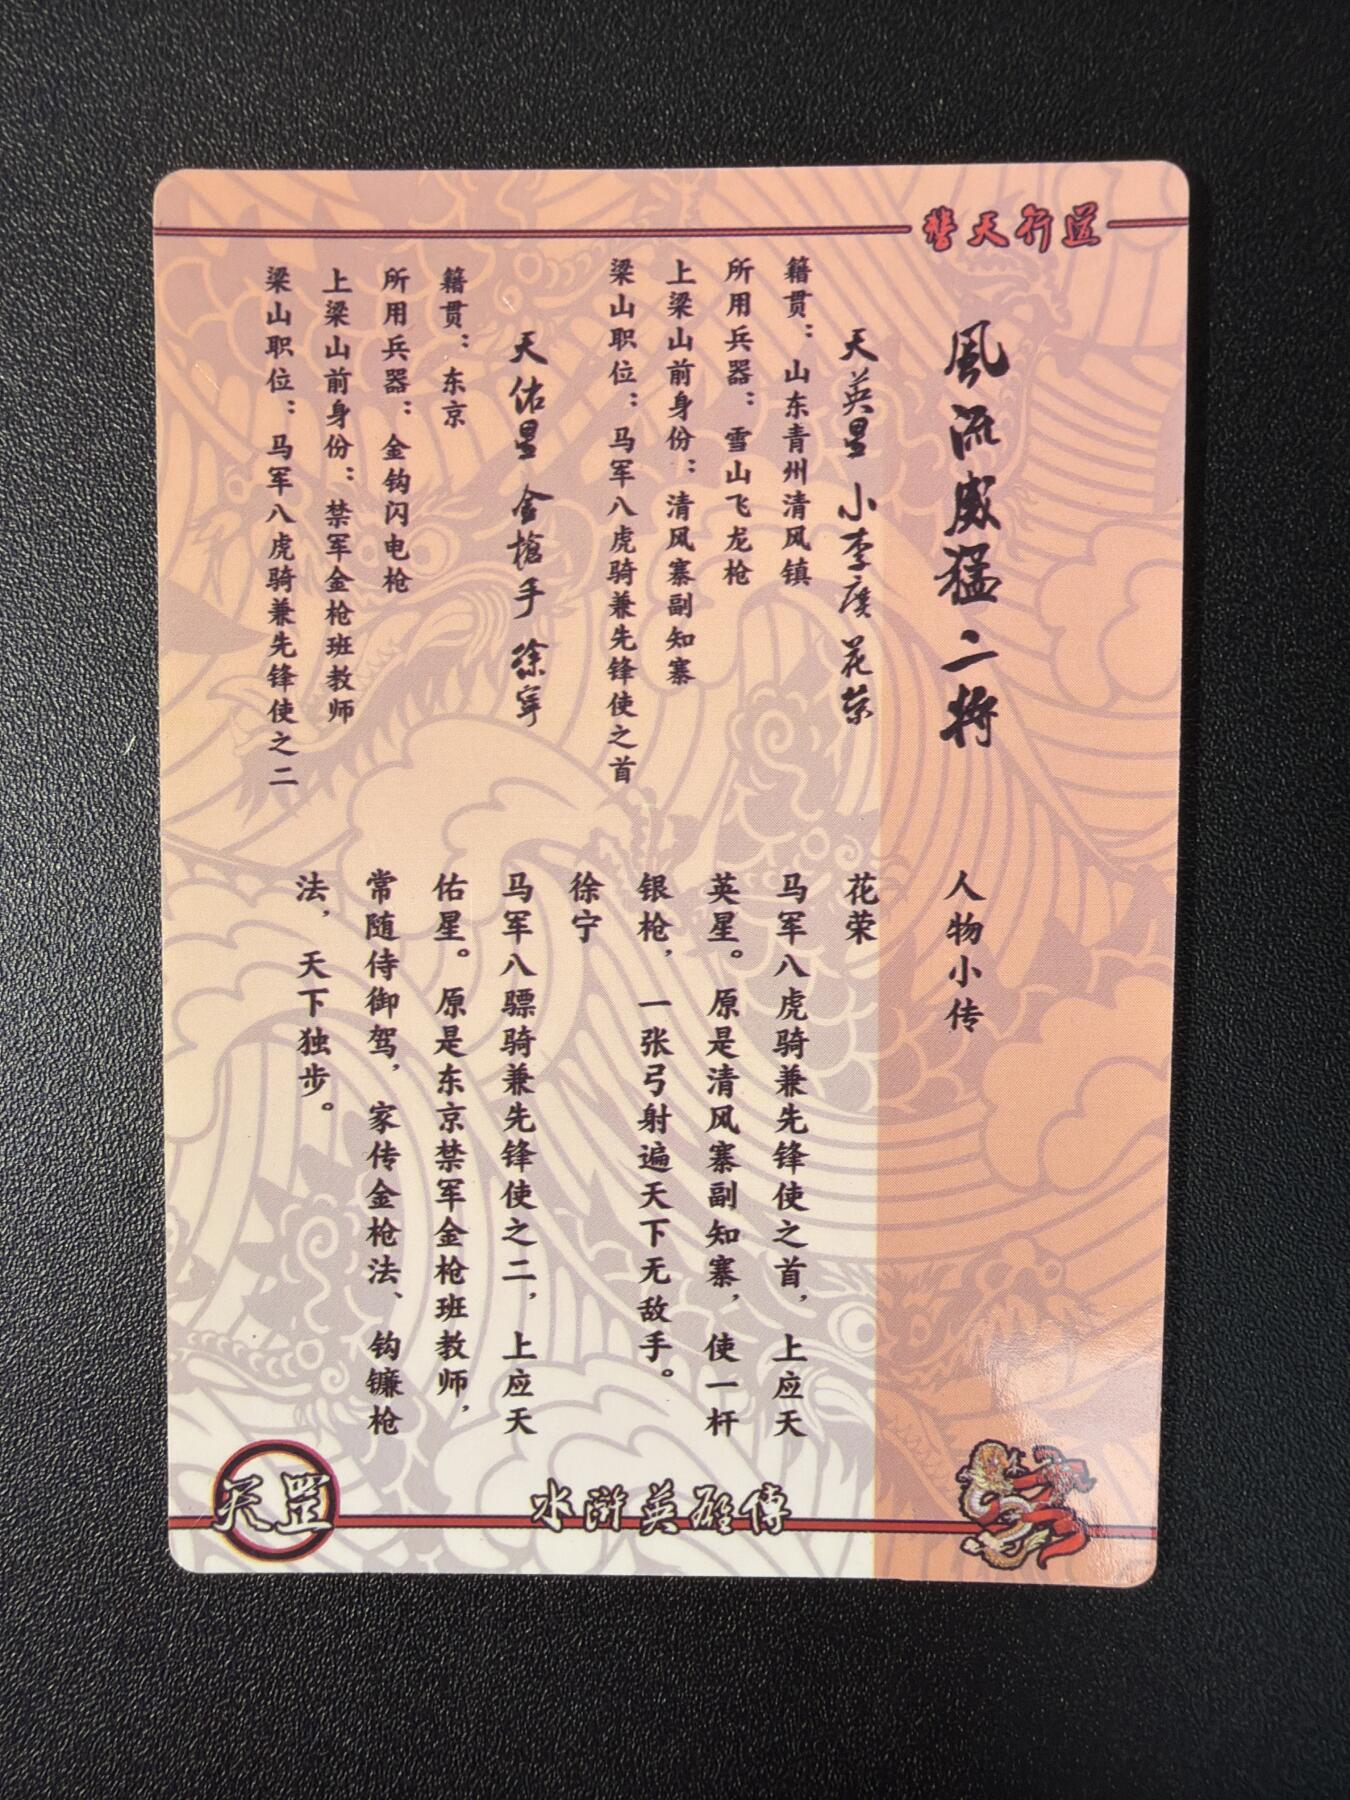 替天行道
風流威猛二将
天英星 小李廣 花荣
籍贯：山东青州清风镇
所用兵器：雪山飞龙枪
上梁山前身份：清风寨副知寨
梁山职位：马军八虎骑兼先锋使之首
天佑星 金槍手 徐宁
籍贯：东京
所用兵器：金钩闪电枪
上梁山前身份：禁军金枪班教师
梁山职位：马军八虎骑兼先锋使之二
人物小传
花荣
马军八虎骑兼先锋使之首，上应天
英星。原是清风寨副知寨，使一杆
银枪，一张弓射遍天下无敌手。
徐宁
马军八骠骑兼先锋使之二，上应天
佑星。原是东京禁军金枪班教师，
常随侍御驾，家传金枪法、钩镰枪
法，天下独步。
天罡
水滸英雄傳